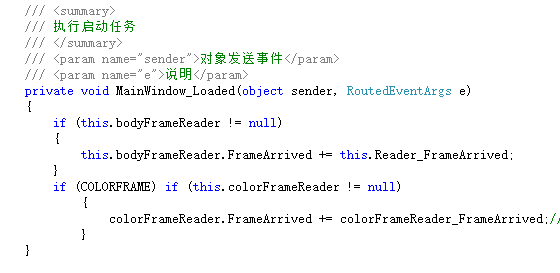 /// <summary>
/// 执行启动任务
/// </summary>
/// <param name="sender">对象发送事件</param>
/// <param name="e">说明</param>
private void MainWindow_Loaded(object sender, RoutedEventArgs e)
{
    if (this.bodyFrameReader != null)
    {
        this.bodyFrameReader.FrameArrived += this.Reader_FrameArrived;
    }
    if (COLORFRAME) if (this.colorFrameReader != null)
        {
            colorFrameReader.FrameArrived += colorFrameReader_FrameArrived;//
        }
}